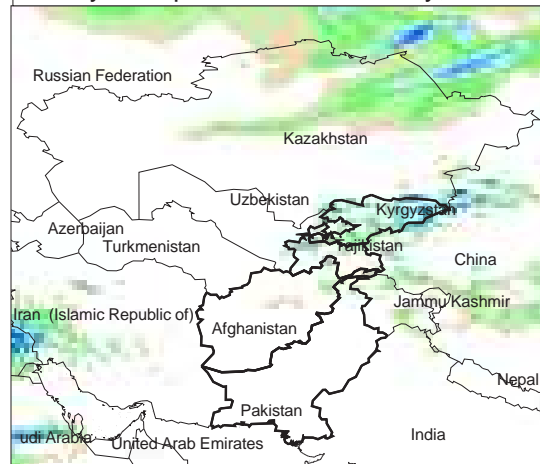 Russian Federation
Kazakhstan
Uzbekistan
Kyrgyzstan
Azerbaijan
Turkmenistan
Tajikistan
China
Jammu/Kashmir
Iran (Islamic Republic of)
Afghanistan
Nepal
Pakistan
udi Arabia
United Arab Emirates
India